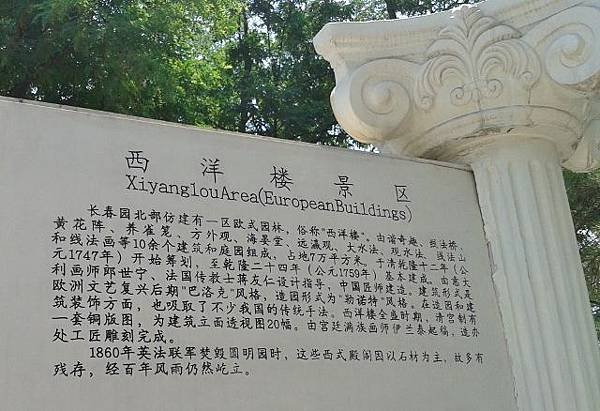 西洋楼景区
XiyanglouArea(EuropeanBuildings)
长春园北部仿建有一区欧式园林，俗称"西洋楼"。由谐奇趣、线法桥、
黄花阵、养雀笼、方外观、海晏堂、远瀛观、大水法、观水法、线法山
和线法画等10余个建筑和庭园组成，占地7万平方米。于清乾隆十二年（公
元1747年）开始筹划，至乾隆二十四年（公元1759年）基本建成。由意大
利画师郎世宁、法国传教士蒋友仁设计指导，中国匠师建造。建筑形式是
欧洲文艺复兴后期"巴洛克"风格，造园形式为"勒诺特"风格。在造园和建
筑装饰方面，也吸取了不少我国的传统手法。西洋楼全盛时期，清宫制有
一套铜版图，为建筑立面透视图20幅。由宫廷满族画师伊兰泰起稿，造办
处工匠雕刻完成。
1860年英法联军焚毁圆明园时，这些西式殿阁因以石材为主，故多有
残存，经百年风雨仍然屹立。